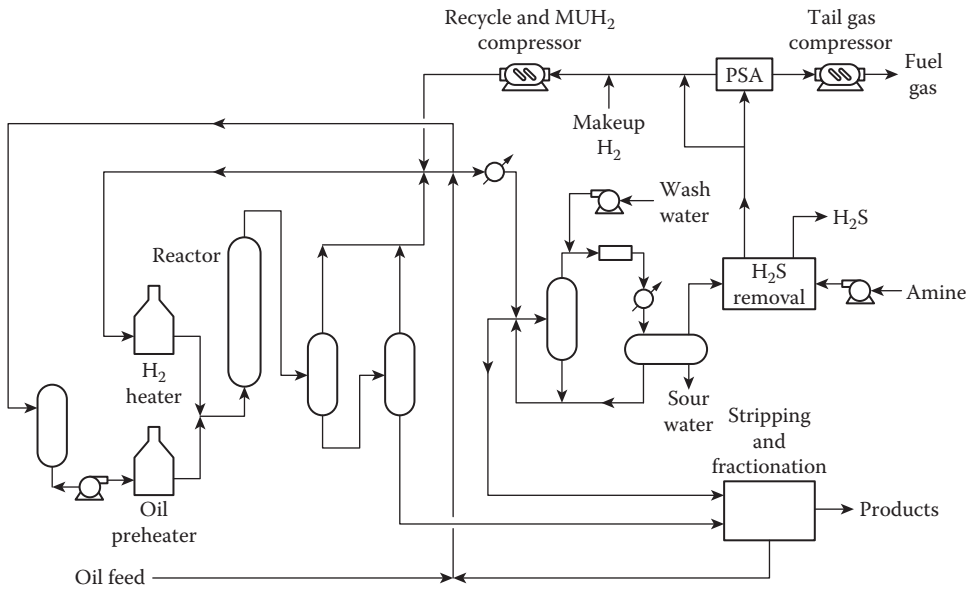 Recycle and MUH₂
compressor
Tail gas
compressor
Fuel
gas
PSA
Makeup
H₂
Wash
water
H₂S
Reactor
H₂S
removal
Amine
H₂
heater
Sour
water
Stripping
and
fractionation
Products
Oil
preheater
Oil feed